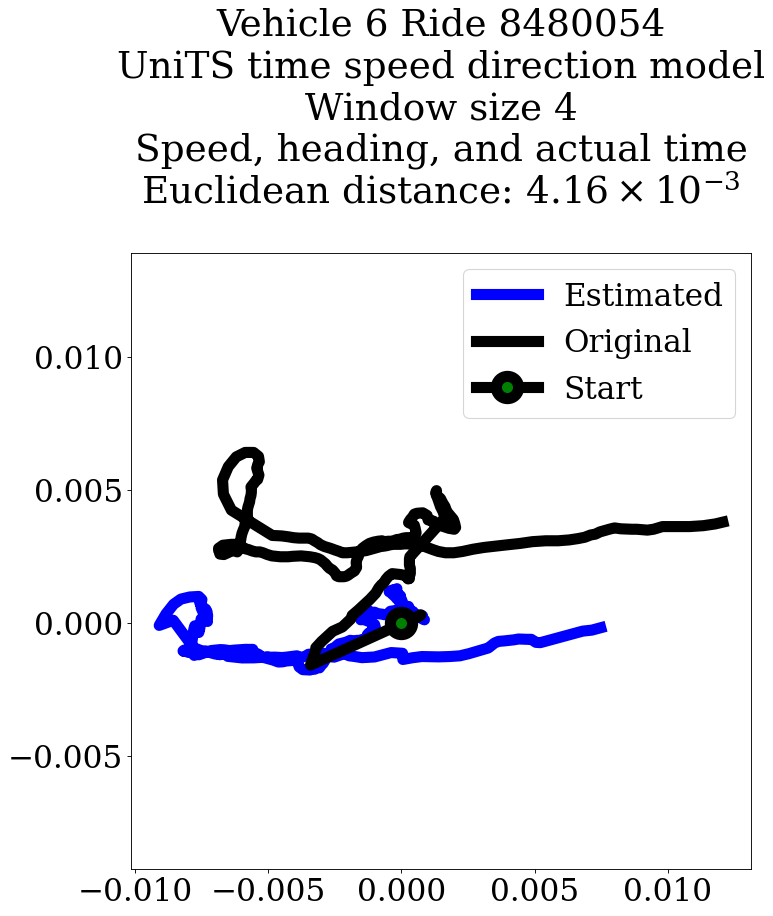 Vehicle 6 Ride 8480054
UniTS time speed direction model
Window size 4
Speed, heading, and actual time
Euclidean distance: 4.16 × 10⁻³
Estimated
Original
Start
0.010
0.005
0.000
−0.005
−0.010 −0.005 0.000 0.005 0.010